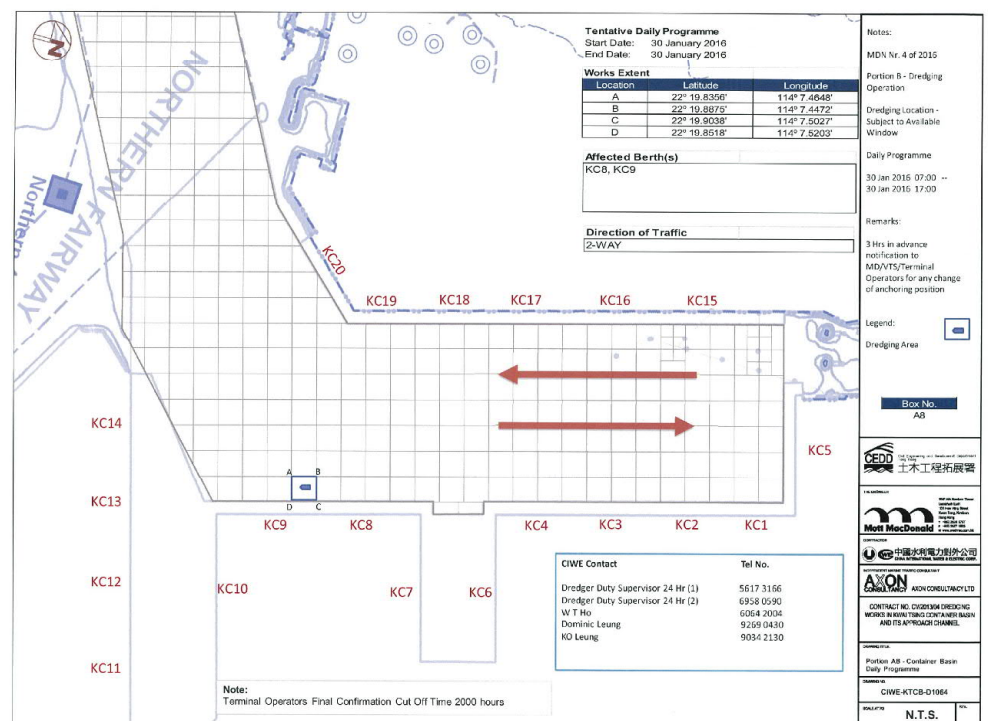 N
NORTHERN FAIRWAY
Northern
Tentative Daily Programme
Start Date: 30 January 2016
End Date: 30 January 2016
Works Extent
Location Latitude Longitude
A 22° 19.8356' 114° 7.4648'
B 22° 19.8875' 114° 7.4472'
C 22° 19.9038' 114° 7.5027'
D 22° 19.8518' 114° 7.5203'
Affected Berth(s)
KC8, KC9
Direction of Traffic
2-WAY
KC20
KC19 KC18 KC17 KC16 KC15
KC14
KC13
KC12
KC11
A B
D C
KC9 KC8
KC4 KC3 KC2 KC1
KC5
KC10
KC7 KC6
CIWE Contact Tel No.
Dredger Duty Supervisor 24 Hr (1) 5617 3166
Dredger Duty Supervisor 24 Hr (2) 6958 0590
W T Ho 6064 2004
Dominic Leung 9269 0430
KO Leung 9034 2130
Note:
Terminal Operators Final Confirmation Cut Off Time 2000 hours
Notes:
MDN Nr. 4 of 2016
Portion B - Dredging
Operation
Dredging Location -
Subject to Available
Window
Daily Programme
30 Jan 2016 07:00 --
30 Jan 2016 17:00
Remarks:
3 Hrs in advance
notification to
MD/VTS/Terminal
Operators for any change
of anchoring position
Legend:
Dredging Area
Box No.
A8
CEDD
土木工程拓展署
Mott MacDonald
中國水利電力對外公司
AXON
CONSULTANCY
AXON CONSULTANCY LTD
CONTRACT NO. CV/2013/04 DREDGING
WORKS IN KWAI TSING CONTAINER BASIN
AND ITS APPROACH CHANNEL
Portion AB - Container Basin
Daily Programme
CIWE-KTCB-D1064
N.T.S.